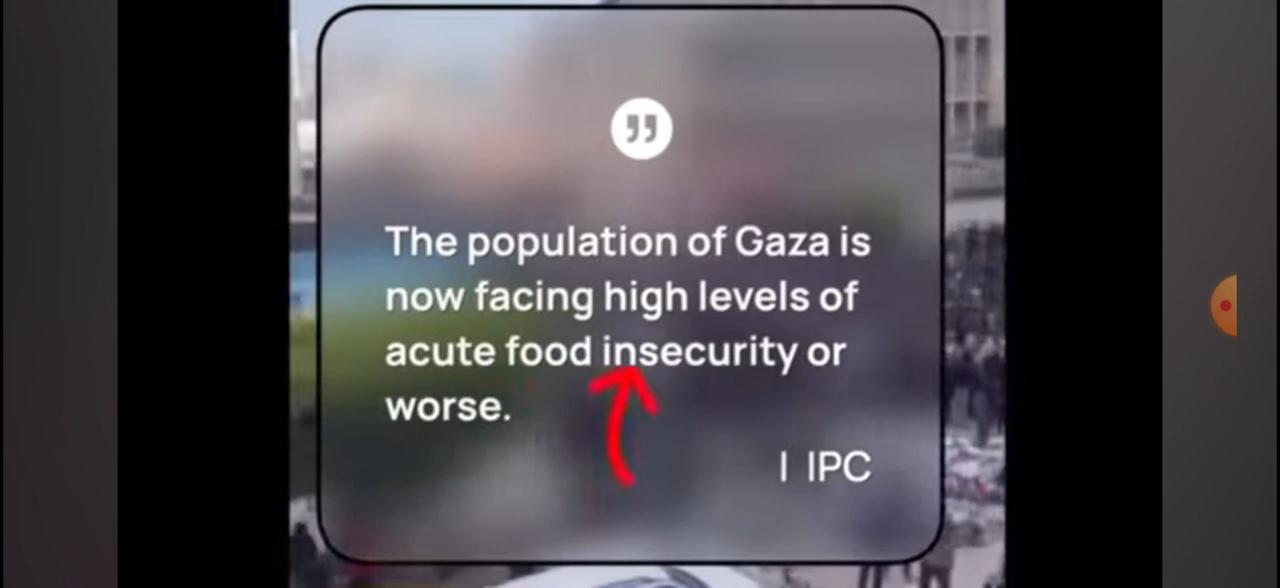 The population of Gaza is
now facing high levels of
acute food insecurity or
worse.
| IPC